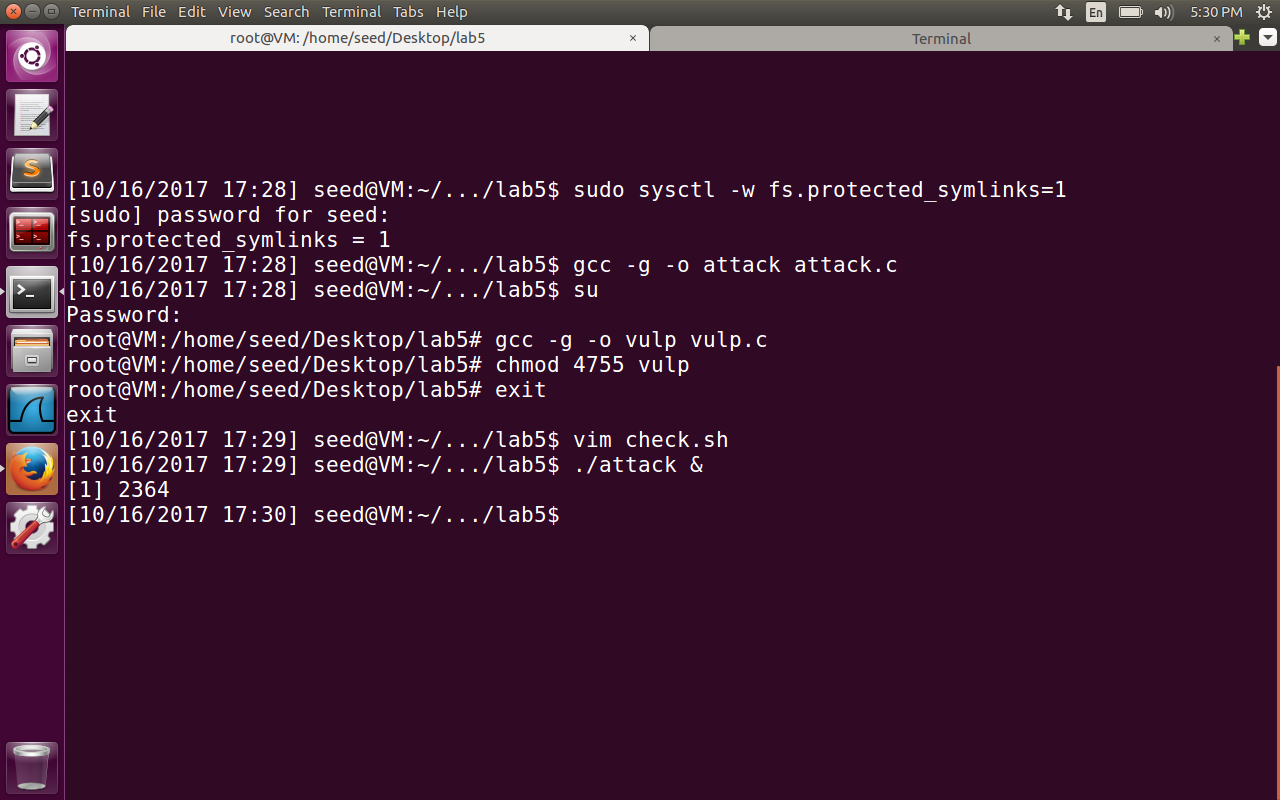 Terminal File Edit View Search Terminal Tabs Help
En
5:30 PM
root@VM: /home/seed/Desktop/lab5 ×
Terminal ×
[10/16/2017 17:28] seed@VM:~/.../lab5$ sudo sysctl -w fs.protected_symlinks=1
[sudo] password for seed:
fs.protected_symlinks = 1
[10/16/2017 17:28] seed@VM:~/.../lab5$ gcc -g -o attack attack.c
[10/16/2017 17:28] seed@VM:~/.../lab5$ su
Password:
root@VM:/home/seed/Desktop/lab5# gcc -g -o vulp vulp.c
root@VM:/home/seed/Desktop/lab5# chmod 4755 vulp
root@VM:/home/seed/Desktop/lab5# exit
exit
[10/16/2017 17:29] seed@VM:~/.../lab5$ vim check.sh
[10/16/2017 17:29] seed@VM:~/.../lab5$ ./attack &
[1] 2364
[10/16/2017 17:30] seed@VM:~/.../lab5$